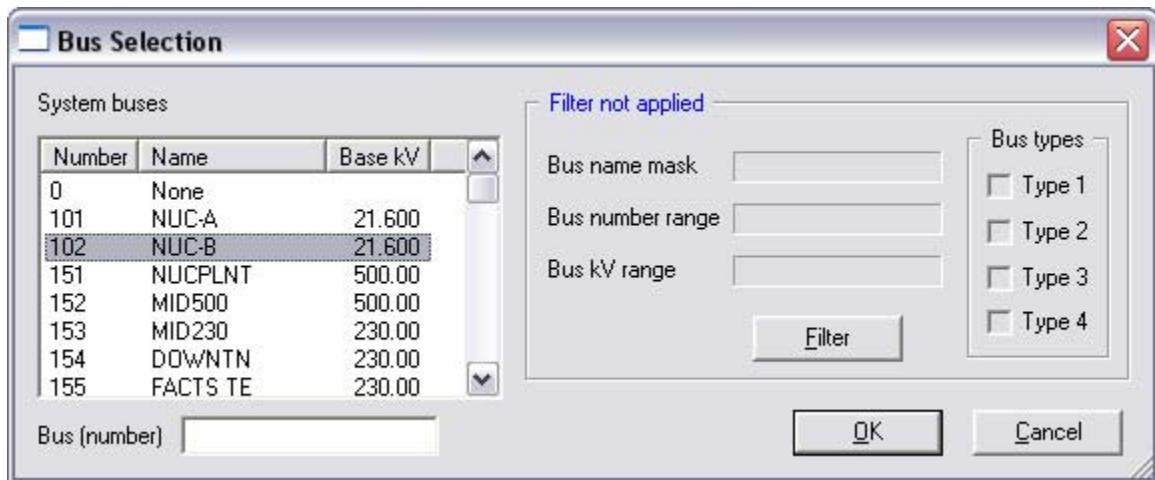 Bus Selection
System buses
Number Name Base kV
0 None
101 NUC-A 21.600
102 NUC-B 21.600
151 NUCPLNT 500.00
152 MID500 500.00
153 MID230 230.00
154 DOWNTN 230.00
155 FACTS TE 230.00
Bus (number)
Filter not applied
Bus name mask
Bus number range
Bus kV range
Filter
Bus types
Type 1
Type 2
Type 3
Type 4
OK Cancel